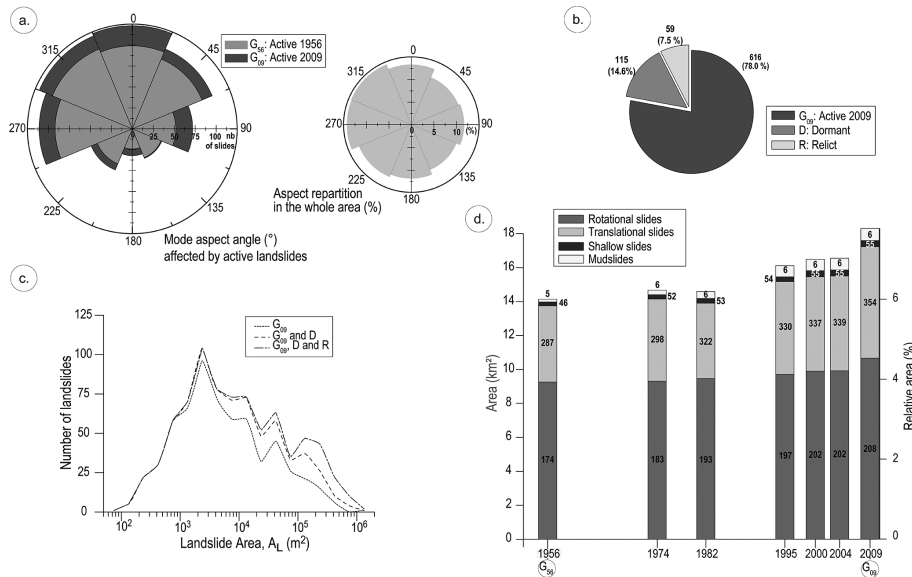 a.
0
45
90
135
180
225
270
315
G56: Active 1956
G09: Active 2009
0 25 50 75 100 nb
of slides
Mode aspect angle (°)
affected by active landslides
0
45
90
135
180
225
270
315
0 5 10 (%)
Aspect repartition
in the whole area (%)
b.
59
(7.5 %)
115
(14.6%)
616
(78.0 %)
G09: Active 2009
D: Dormant
R: Relict
c.
Number of landslides
125
100
75
50
25
0
G09
G09 and D
G09, D and R
10² 10³ 10⁴ 10⁵ 10⁶
Landslide Area, AL (m²)
d.
Rotational slides
Translational slides
Shallow slides
Mudslides
Area (km²)
18
16
14
12
10
8
6
4
2
0
5
46
287
174
6
52
298
183
6
53
322
193
6
54
330
197
6
55
337
202
6
55
339
202
6
55
354
208
Relative area (%)
6
4
2
0
1956 1974 1982 1995 2000 2004 2009
G56 G09